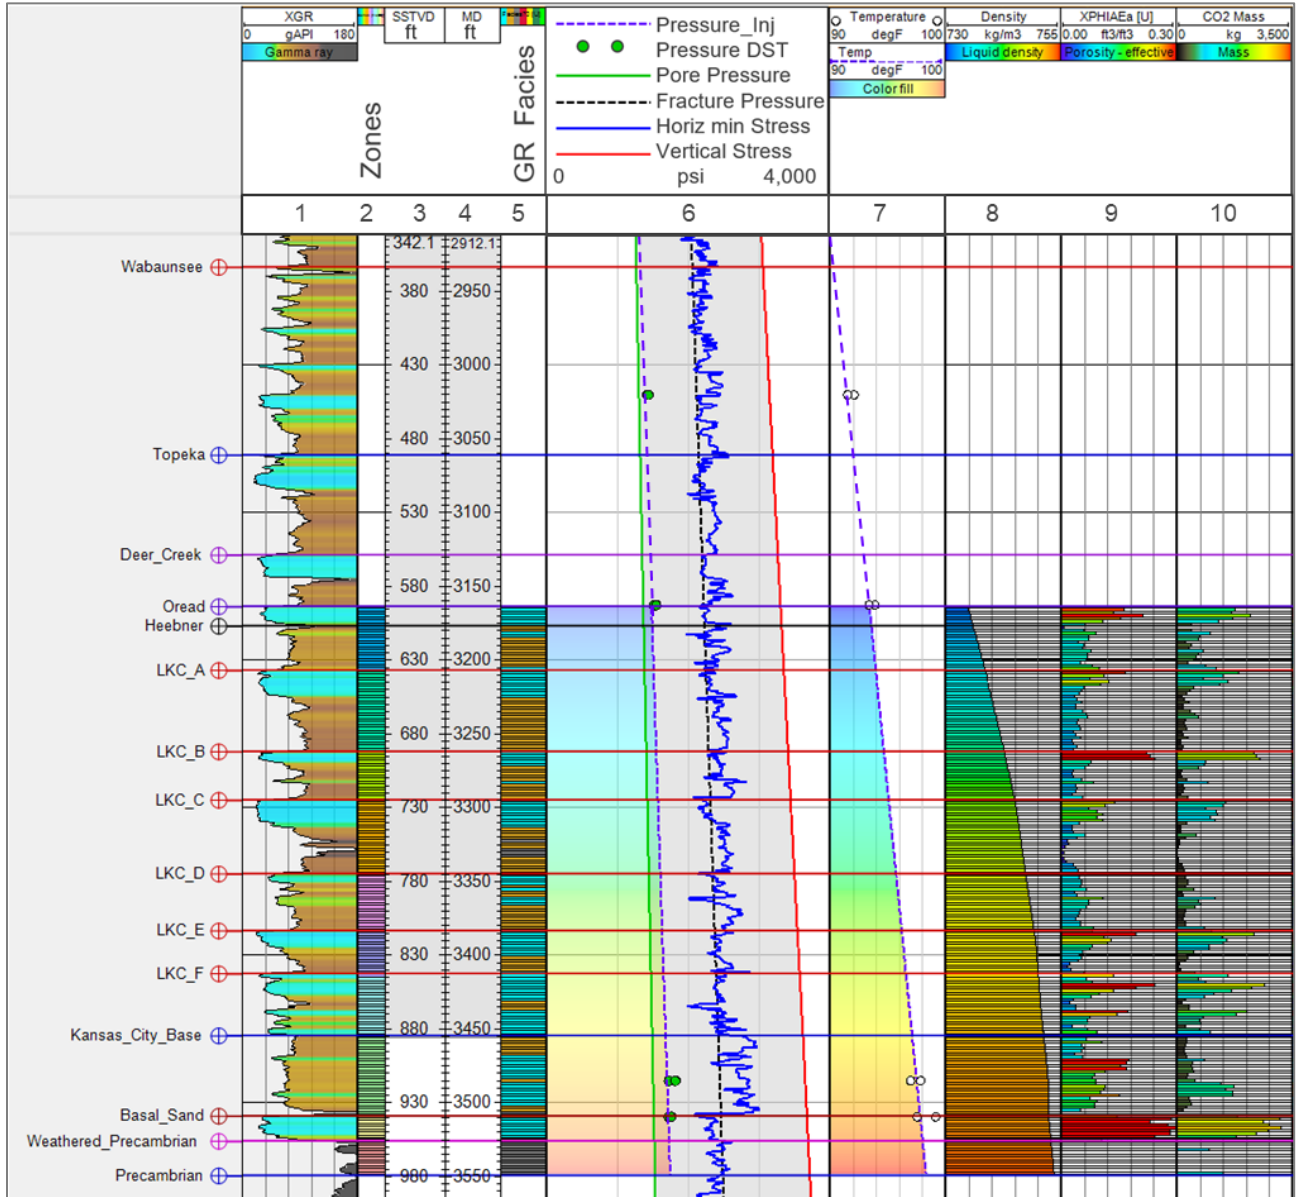 XGR
0 gAPI 180
Gamma ray
Zones
SSTVD
ft
MD
ft
GR Facies
Pressure_Inj
Pressure DST
Pore Pressure
Fracture Pressure
Horiz min Stress
Vertical Stress
0 psi 4,000
Temperature
90 degF 100
Temp
90 degF 100
Color fill
Density
730 kg/m3 755
Liquid density
XPHIAEa [U]
0.00 ft3/ft3 0.30
Porosity - effective
CO2 Mass
0 kg 3,500
Mass
1 2 3 4 5 6 7 8 9 10
342.1 2912.1
Wabaunsee
380 2950
430 3000
480 3050
Topeka
530 3100
Deer_Creek
580 3150
Oread
Heebner
630 3200
LKC_A
680 3250
LKC_B
LKC_C
730 3300
LKC_D
780 3350
LKC_E
830 3400
LKC_F
880 3450
Kansas_City_Base
930 3500
Basal_Sand
Weathered_Precambrian
Precambrian
980 3550